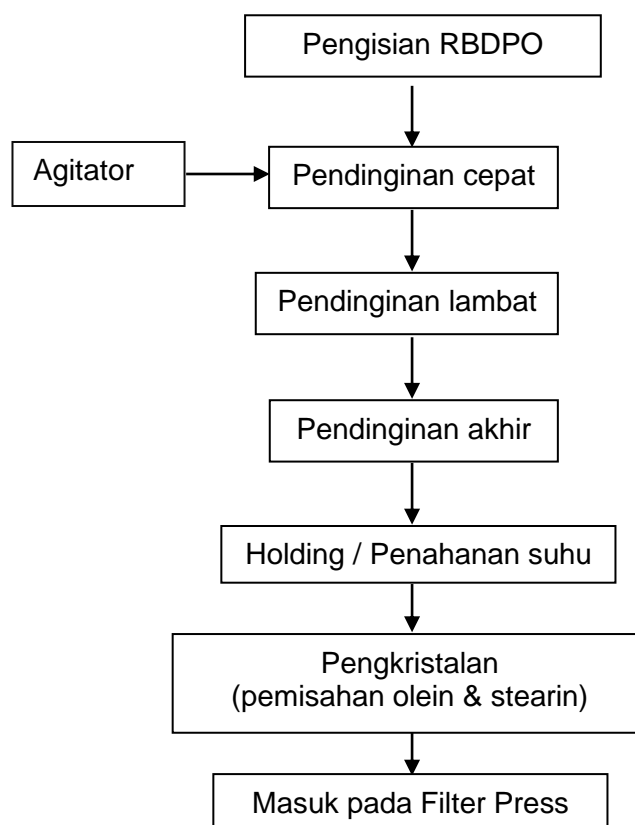 Pengisian RBDPO
Agitator
Pendinginan cepat
Pendinginan lambat
Pendinginan akhir
Holding / Penahanan suhu
Pengkristalan
(pemisahan olein & stearin)
Masuk pada Filter Press